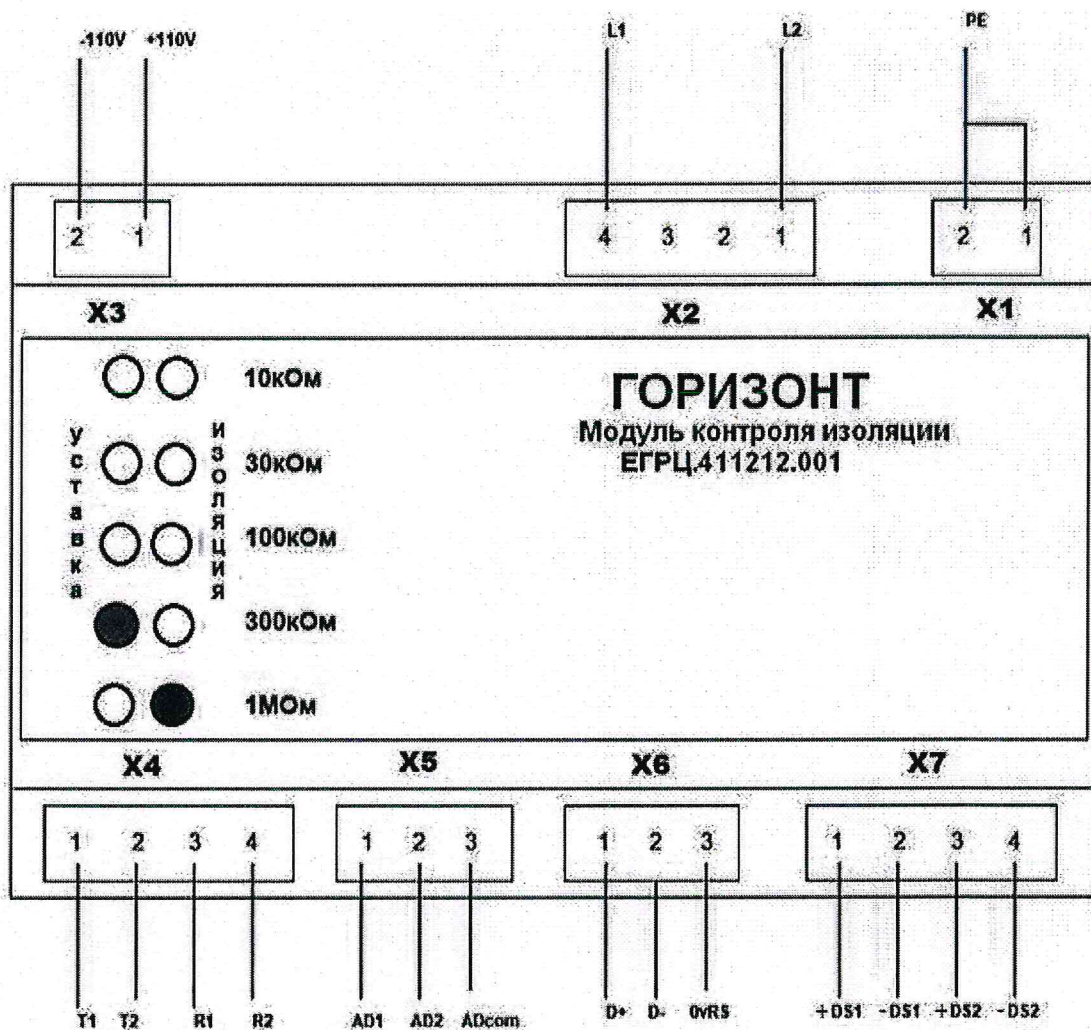 -110V +110V L1 L2 PE
2 1 4 3 2 1 2 1
X3 X2 X1
10кОм
30кОм
100кОм
300кОм
1МОм
Уставка
ИЗОЛЯЦИЯ
ГОРИЗОНТ
Модуль контроля изоляции
ЕГРЦ.411212.001
X4 X5 X6 X7
1 2 3 4 1 2 3 1 2 3 1 2 3 4
T1 T2 R1 R2 AD1 AD2 ADcom D+ D- 0vRS +DS1 -DS1 +DS2 -DS2